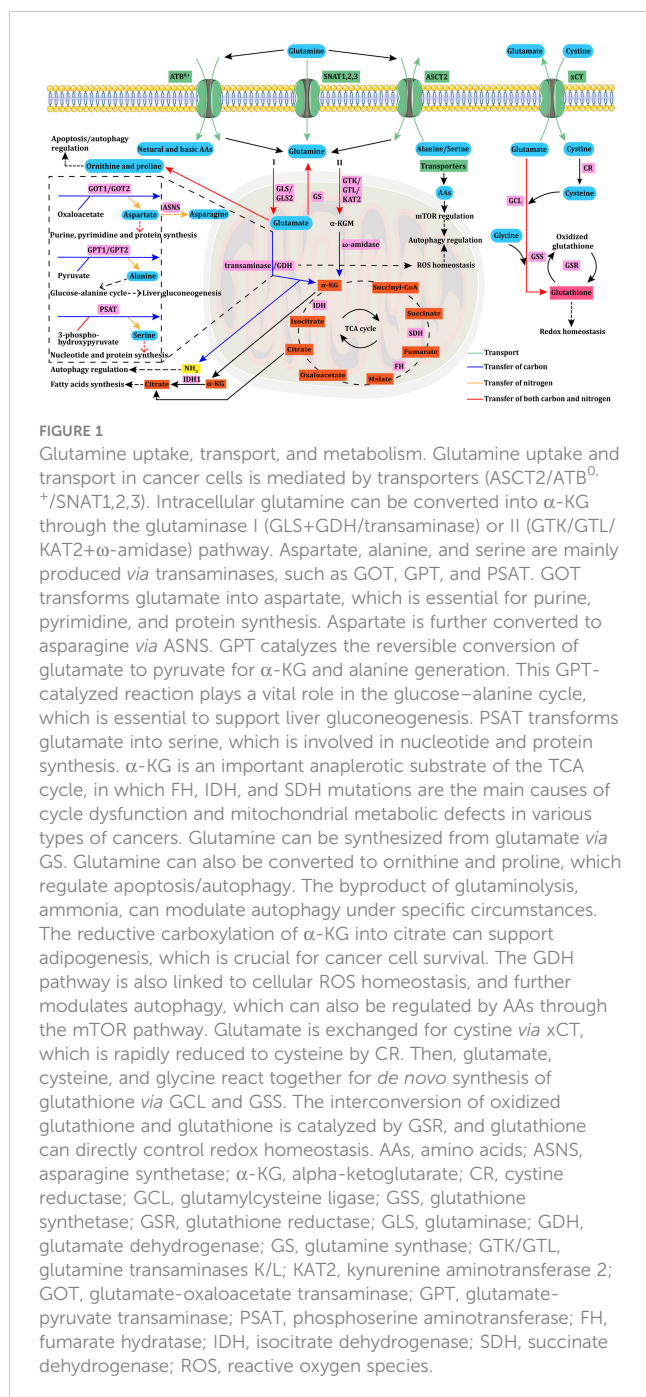 Glutamate
Cystine
Glutamine
ATB⁰,⁺
SNAT1,2,3
ASCT2
xCT
Apoptosis/autophagy
regulation
Netural and basic AAs
Glutamine
Alanine/Serine
Glutamate
Cystine
Ornithine and proline
I
II
Transporters
CR
GOT1/GOT2
GLS/
GLS2
GS
GTK/
GTL/
KAT2
AAs
GCL
Cysteine
Oxaloacetate
Aspartate
ASNS
Asparagine
Glutamate
α-KGM
mTOR regulation
Purine, pyrimidine and protein synthesis
Autophagy regulation
Glycine
Oxidized
glutathione
GPT1/GPT2
ω-amidase
GSS
GSR
Pyruvate
Alanine
transaminase/GDH
ROS homeostasis
Glucose-alanine cycle
Livergluconeogenesis
α-KG
Succinyl-CoA
Glutathione
PSAT
IDH
Isocitrate
Succinate
Redox homeostasis
3-phospho-
hydroxypyruvate
Serine
TCA cycle
SDH
Nucleotide and protein synthesis
Citrate
Fumarate
Transport
Autophagy regulation
NH₄
Oxaloacetate
FH
Malate
Transfer of carbon
IDH1
Fatty acids synthesis
Citrate
α-KG
Transfer of nitrogen
Transfer of both carbon and nitrogen
FIGURE 1
Glutamine uptake, transport, and metabolism. Glutamine uptake and
transport in cancer cells is mediated by transporters (ASCT2/ATB⁰,
⁺/SNAT1,2,3). Intracellular glutamine can be converted into α-KG
through the glutaminase I (GLS+GDH/transaminase) or II (GTK/GTL/
KAT2+ω-amidase) pathway. Aspartate, alanine, and serine are mainly
produced via transaminases, such as GOT, GPT, and PSAT. GOT
transforms glutamate into aspartate, which is essential for purine,
pyrimidine, and protein synthesis. Aspartate is further converted to
asparagine via ASNS. GPT catalyzes the reversible conversion of
glutamate to pyruvate for α-KG and alanine generation. This GPT-
catalyzed reaction plays a vital role in the glucose–alanine cycle,
which is essential to support liver gluconeogenesis. PSAT transforms
glutamate into serine, which is involved in nucleotide and protein
synthesis. α-KG is an important anaplerotic substrate of the TCA
cycle, in which FH, IDH, and SDH mutations are the main causes of
cycle dysfunction and mitochondrial metabolic defects in various
types of cancers. Glutamine can be synthesized from glutamate via
GS. Glutamine can also be converted to ornithine and proline, which
regulate apoptosis/autophagy. The byproduct of glutaminolysis,
ammonia, can modulate autophagy under specific circumstances.
The reductive carboxylation of α-KG into citrate can support
adipogenesis, which is crucial for cancer cell survival. The GDH
pathway is also linked to cellular ROS homeostasis, and further
modulates autophagy, which can also be regulated by AAs through
the mTOR pathway. Glutamate is exchanged for cystine via xCT,
which is rapidly reduced to cysteine by CR. Then, glutamate,
cysteine, and glycine react together for de novo synthesis of
glutathione via GCL and GSS. The interconversion of oxidized
glutathione and glutathione is catalyzed by GSR, and glutathione
can directly control redox homeostasis. AAs, amino acids; ASNS,
asparagine synthetase; α-KG, alpha-ketoglutarate; CR, cystine
reductase; GCL, glutamylcysteine ligase; GSS, glutathione
synthetase; GSR, glutathione reductase; GLS, glutaminase; GDH,
glutamate dehydrogenase; GS, glutamine synthase; GTK/GTL,
glutamine transaminases K/L; KAT2, kynurenine aminotransferase 2;
GOT, glutamate-oxaloacetate transaminase; GPT, glutamate-
pyruvate transaminase; PSAT, phosphoserine aminotransferase; FH,
fumarate hydratase; IDH, isocitrate dehydrogenase; SDH, succinate
dehydrogenase; ROS, reactive oxygen species.